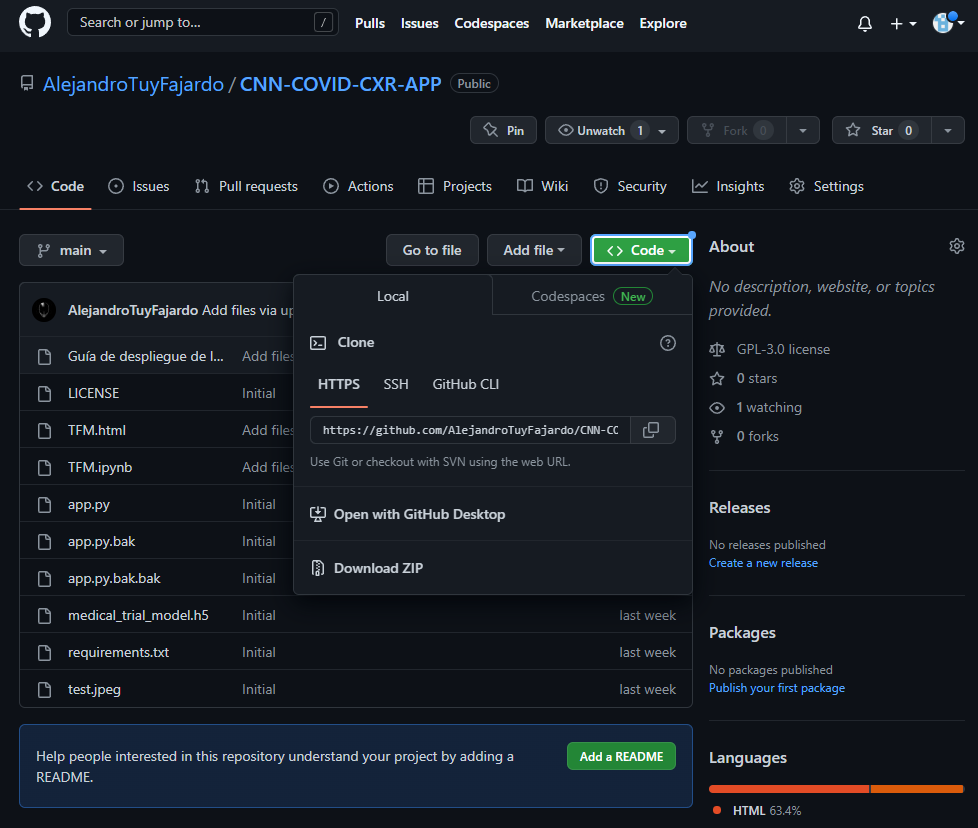 Search or jump to... /
Pulls Issues Codespaces Marketplace Explore
AlejandroTuyFajardo / CNN-COVID-CXR-APP Public
Pin Unwatch 1 Fork 0 Star 0
Code Issues Pull requests Actions Projects Wiki Security Insights Settings
main Go to file Add file Code
Local Codespaces New
AlejandroTuyFajardo Add files via up
Clone
HTTPS SSH GitHub CLI
https://github.com/AlejandroTuyFajardo/CNN-CO
Use Git or checkout with SVN using the web URL.
Open with GitHub Desktop
Download ZIP
Guía de despliegue de l... Add files
LICENSE Initial
TFM.html Add files
TFM.ipynb Add files
app.py Initial
app.py.bak Initial
app.py.bak.bak Initial
medical_trial_model.h5 Initial last week
requirements.txt Initial last week
test.jpeg Initial last week
Help people interested in this repository understand your project by adding a
README.
Add a README
About
No description, website, or topics
provided.
GPL-3.0 license
0 stars
1 watching
0 forks
Releases
No releases published
Create a new release
Packages
No packages published
Publish your first package
Languages
HTML 63.4%